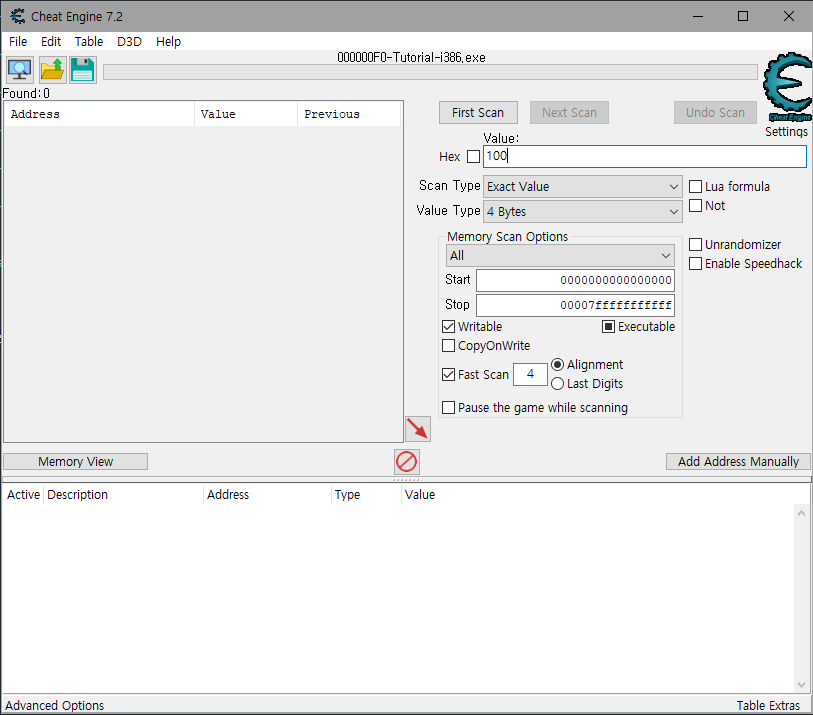 Cheat Engine 7.2
File Edit Table D3D Help
000000F0-Tutorial-i386.exe
Found:0
Address Value Previous
First Scan Next Scan Undo Scan
Cheat Engine
Settings
Value:
Hex 100
Scan Type Exact Value Lua formula
Value Type 4 Bytes Not
Memory Scan Options
All
Unrandomizer
Enable Speedhack
Start 0000000000000000
Stop 00007fffffffffff
Writable Executable
CopyOnWrite
Fast Scan 4 Alignment
Last Digits
Pause the game while scanning
Memory View Add Address Manually
Active Description Address Type Value
Advanced Options Table Extras